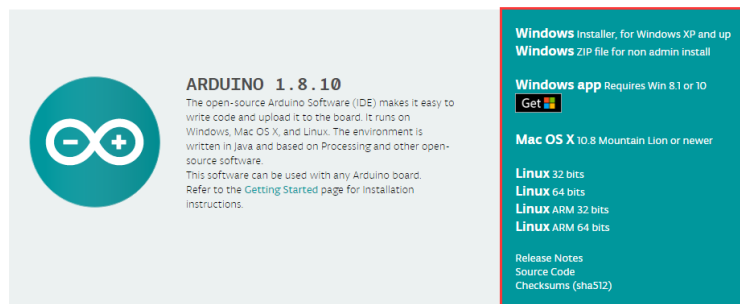 ARDUINO 1.8.10
The open-source Arduino Software (IDE) makes it easy to
write code and upload it to the board. It runs on
Windows, Mac OS X, and Linux. The environment is
written in Java and based on Processing and other open-
source software.
This software can be used with any Arduino board.
Refer to the Getting Started page for Installation
instructions.
Windows Installer, for Windows XP and up
Windows ZIP file for non admin install
Windows app Requires Win 8.1 or 10
Get
Mac OS X 10.8 Mountain Lion or newer
Linux 32 bits
Linux 64 bits
Linux ARM 32 bits
Linux ARM 64 bits
Release Notes
Source Code
Checksums (sha512)